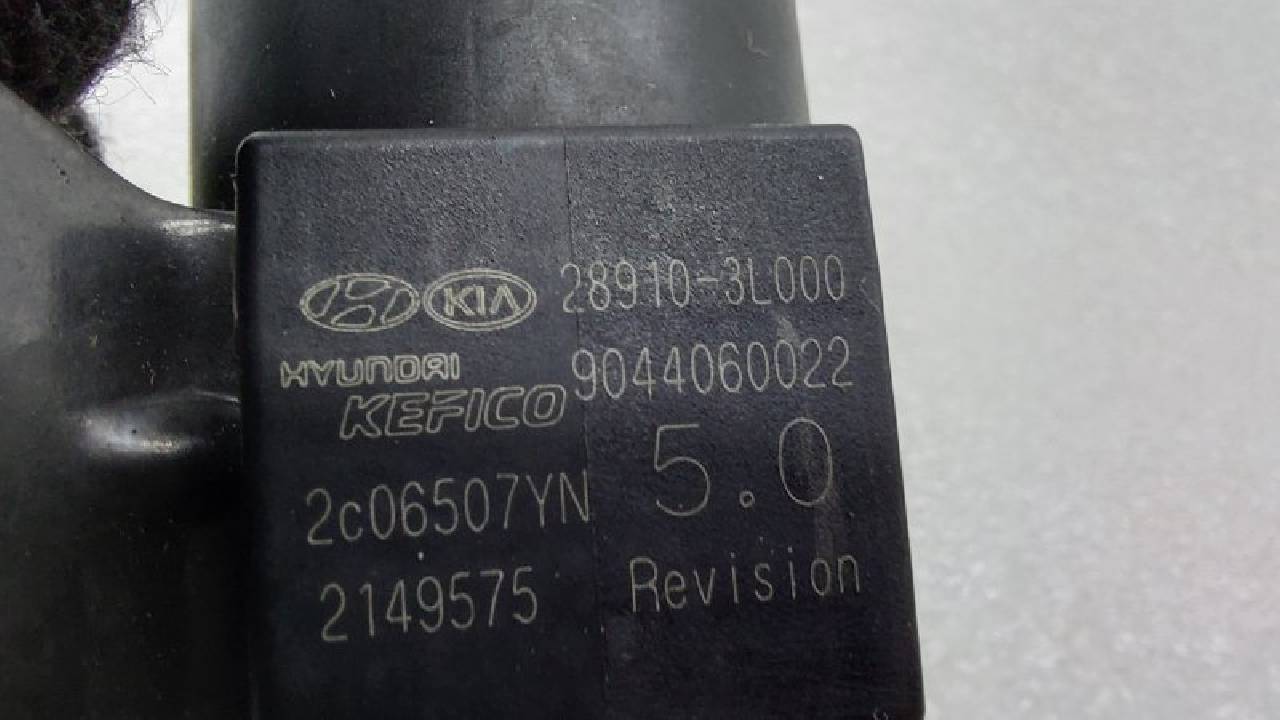 KIA 28910-3L000
HYUNDAI
KEFICO 9044060022
5.0
2c06507YN
Revision
2149575